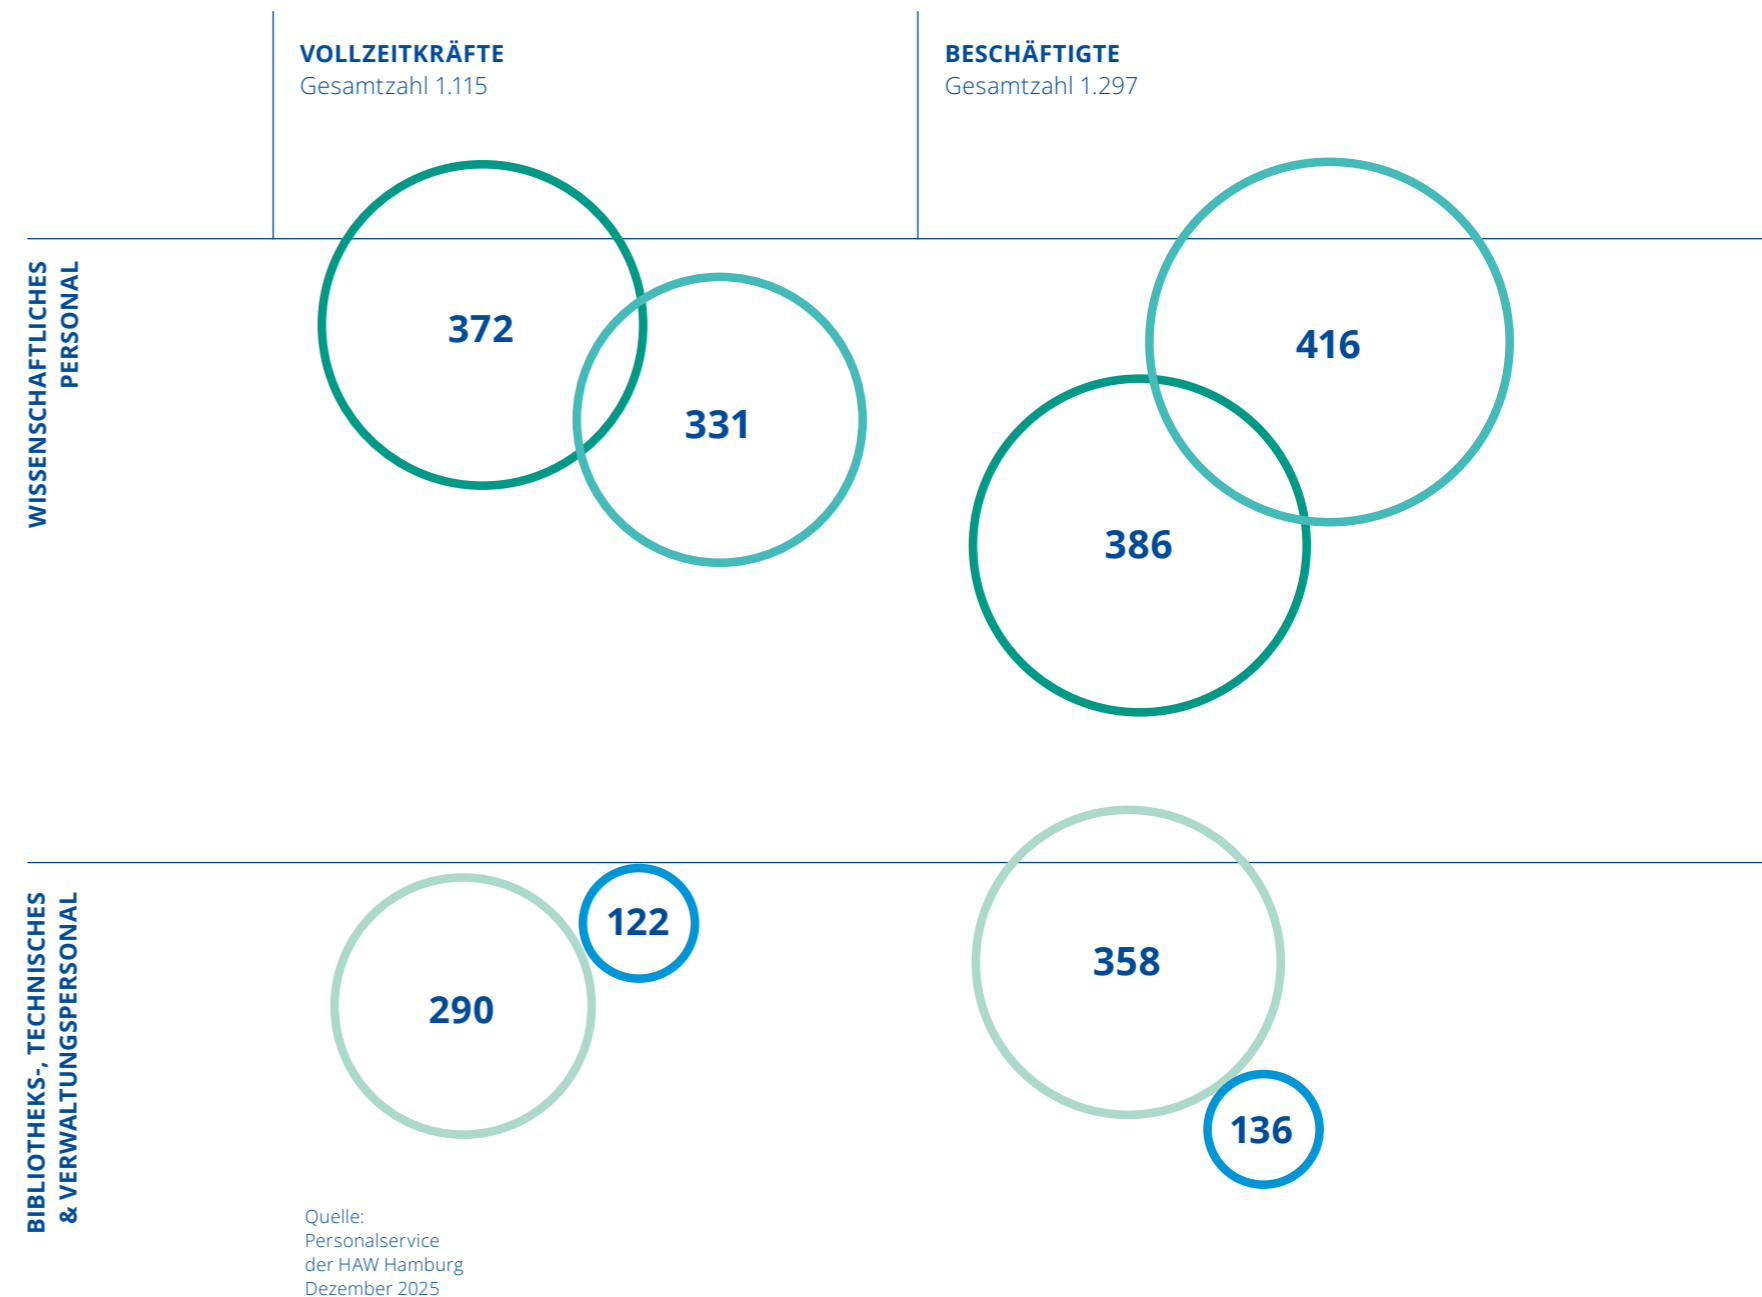 VOLLZEITKRÄFTE
Gesamtzahl 1.115
BESCHÄFTIGTE
Gesamtzahl 1.297
WISSENSCHAFTLICHES
PERSONAL
372
331
416
386
BIBLIOTHEKS-, TECHNISCHES
& VERWALTUNGSPERSONAL
290
122
358
136
Quelle:
Personalservice
der HAW Hamburg
Dezember 2025